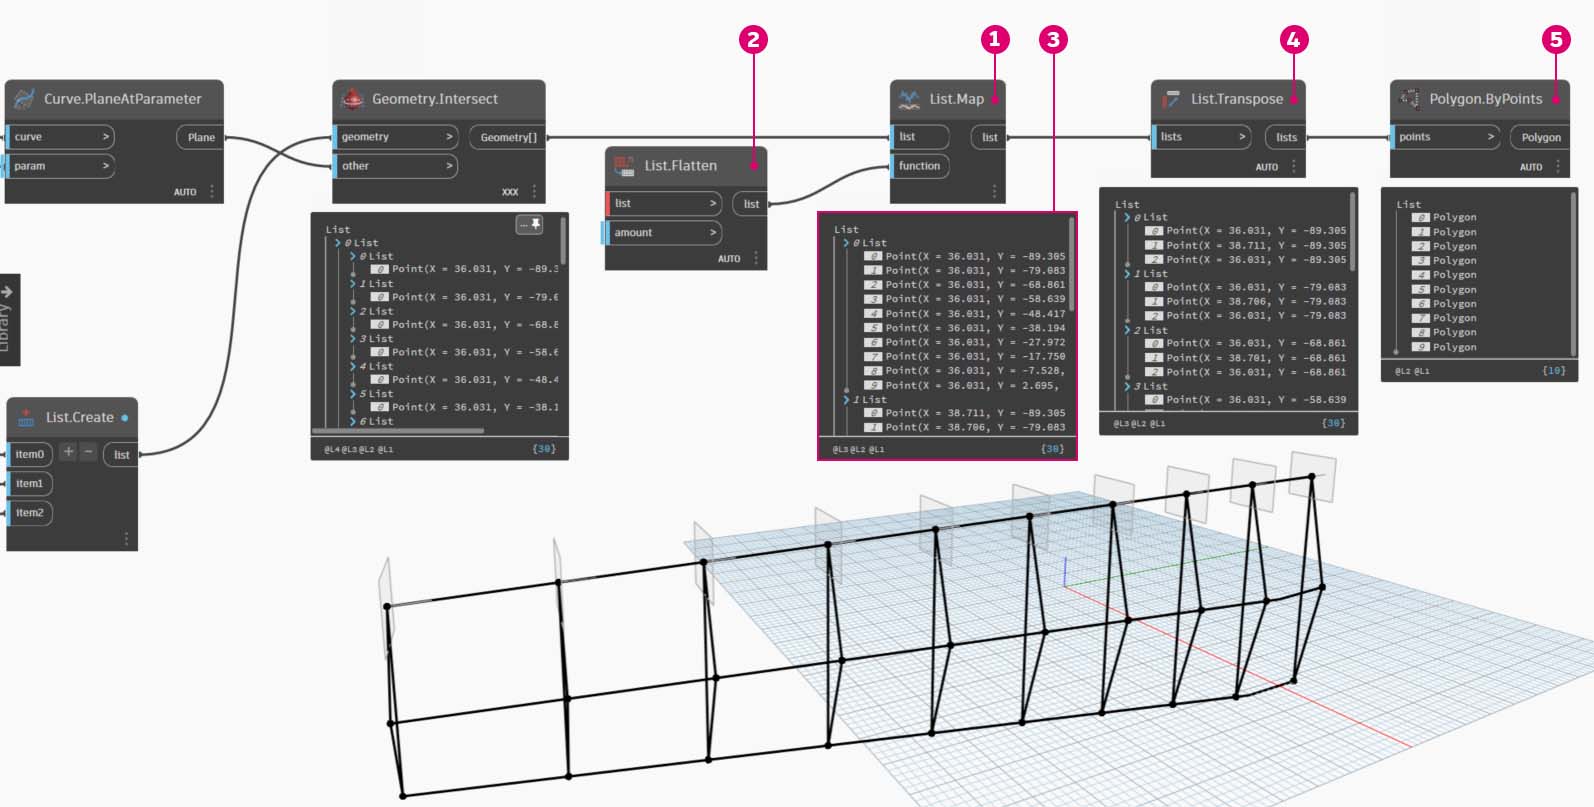 2
1
3
4
5
Curve.PlaneAtParameter
curve >
Plane
param >
AUTO
Geometry.Intersect
geometry >
Geometry[]
other >
XXX
List.Flatten
list >
list
amount >
AUTO
List.Map
list
list
function
List.Transpose
lists >
lists
AUTO
Polygon.ByPoints
points >
Polygon
AUTO
Library
List.Create
item0
+ −
list
item1
item2
...
List
0 List
0 List
0 Point(X = 36.031, Y = -89.3
1 List
0 Point(X = 36.031, Y = -79.0
2 List
0 Point(X = 36.031, Y = -68.8
3 List
0 Point(X = 36.031, Y = -58.6
4 List
0 Point(X = 36.031, Y = -48.4
5 List
0 Point(X = 36.031, Y = -38.1
6 List
@L4 @L3 @L2 @L1
{30}
List
0 List
0 Point(X = 36.031, Y = -89.305
1 Point(X = 36.031, Y = -79.083
2 Point(X = 36.031, Y = -68.861
3 Point(X = 36.031, Y = -58.639
4 Point(X = 36.031, Y = -48.417
5 Point(X = 36.031, Y = -38.194
6 Point(X = 36.031, Y = -27.972
7 Point(X = 36.031, Y = -17.750
8 Point(X = 36.031, Y = -7.528,
9 Point(X = 36.031, Y = 2.695,
1 List
0 Point(X = 38.711, Y = -89.305
1 Point(X = 38.706, Y = -79.083
@L3 @L2 @L1
{30}
List
0 List
0 Point(X = 36.031, Y = -89.305
1 Point(X = 38.711, Y = -89.305
2 Point(X = 36.031, Y = -89.305
1 List
0 Point(X = 36.031, Y = -79.083
1 Point(X = 38.706, Y = -79.083
2 Point(X = 36.031, Y = -79.083
2 List
0 Point(X = 36.031, Y = -68.861
1 Point(X = 38.701, Y = -68.861
2 Point(X = 36.031, Y = -68.861
3 List
0 Point(X = 36.031, Y = -58.639
@L3 @L2 @L1
{30}
List
0 Polygon
1 Polygon
2 Polygon
3 Polygon
4 Polygon
5 Polygon
6 Polygon
7 Polygon
8 Polygon
9 Polygon
@L2 @L1
{10}